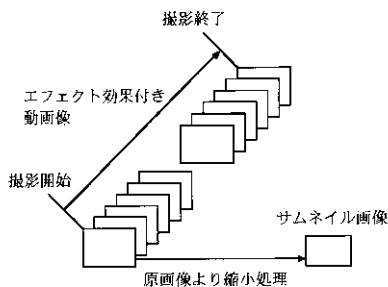 撮影終了
エフェクト効果付き
動画像
撮影開始
サムネイル画像
原画像より縮小処理